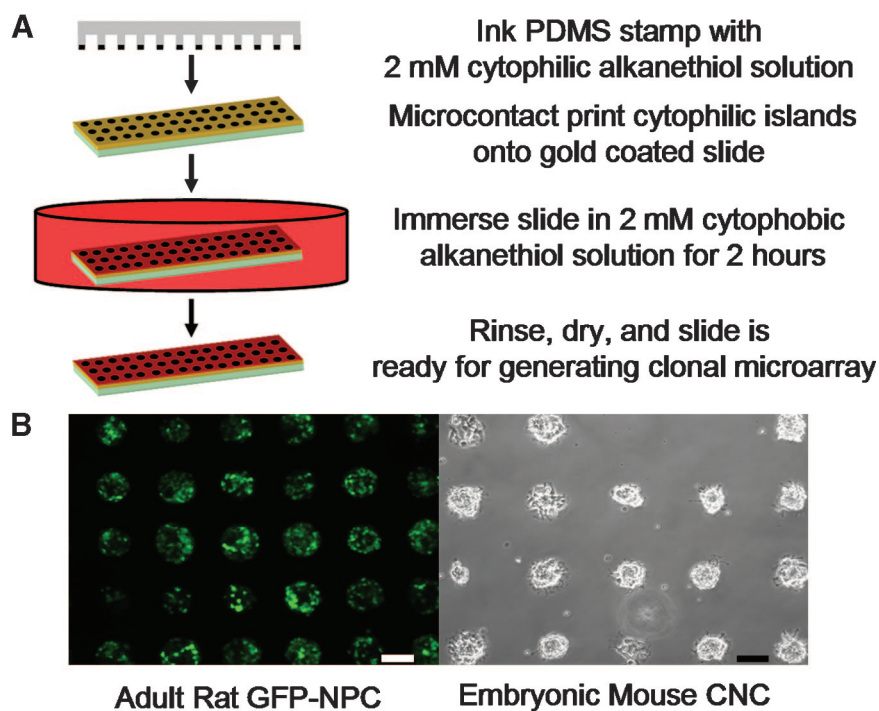 A
Ink PDMS stamp with
2 mM cytophilic alkanethiol solution
Microcontact print cytophilic islands
onto gold coated slide
Immerse slide in 2 mM cytophobic
alkanethiol solution for 2 hours
Rinse, dry, and slide is
ready for generating clonal microarray
B
Adult Rat GFP-NPC
Embryonic Mouse CNC